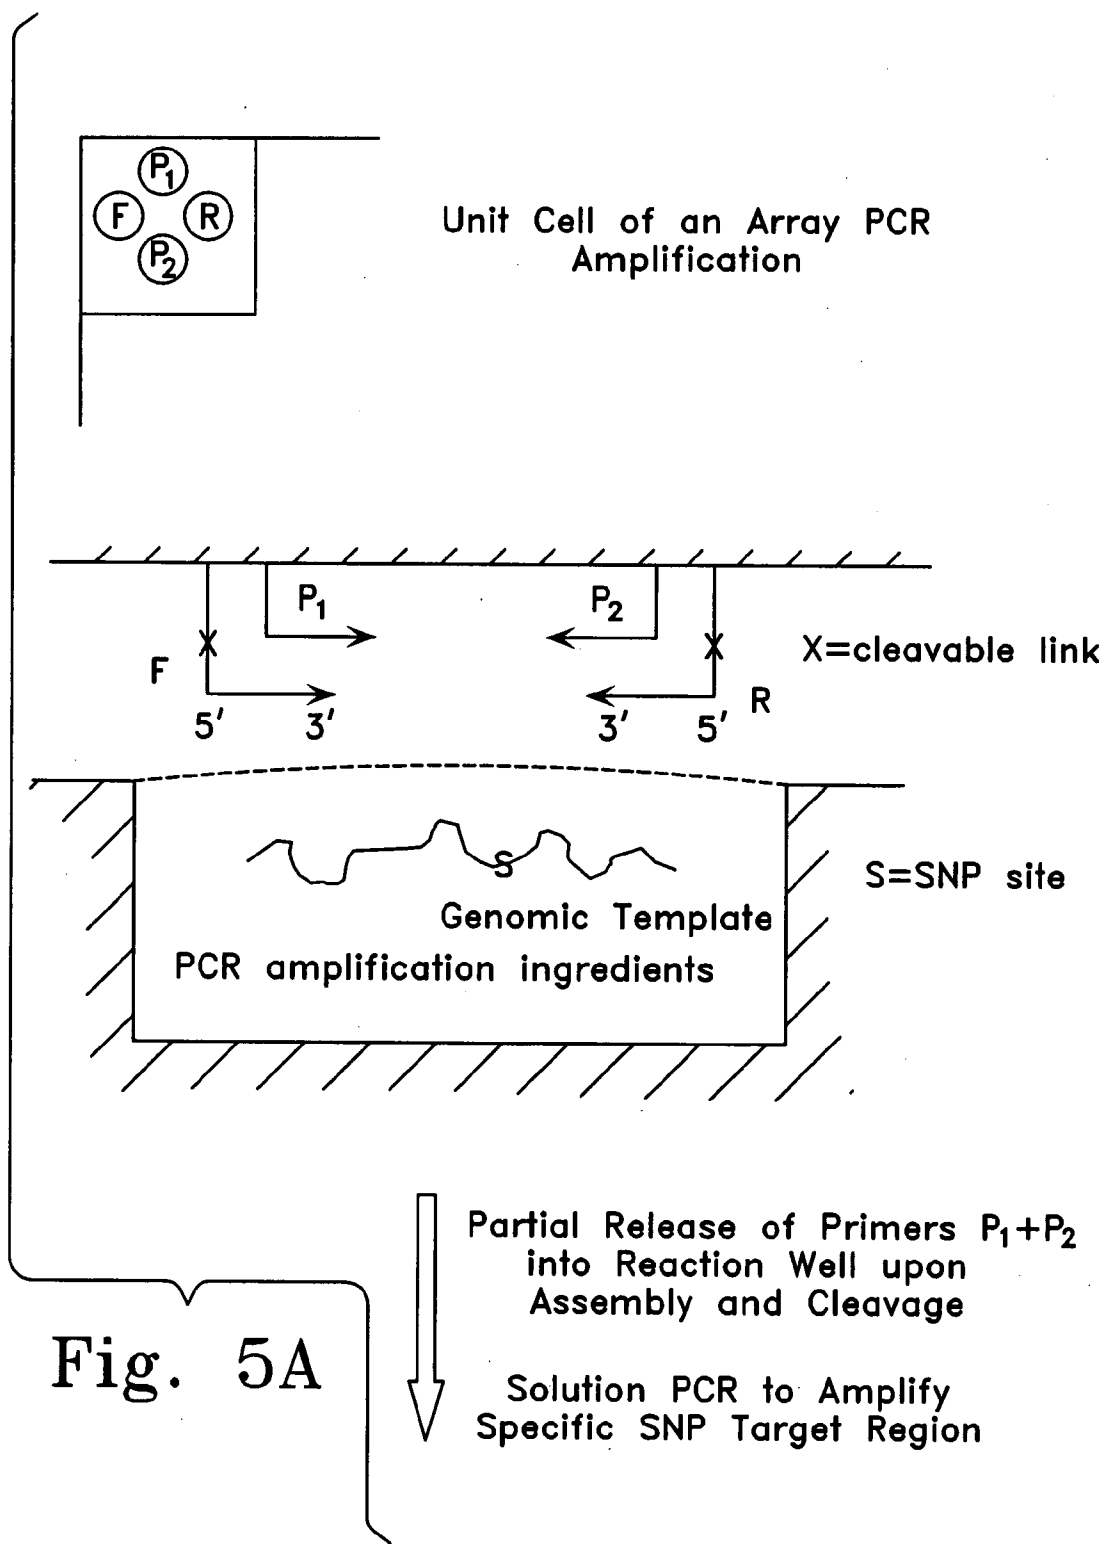 P₁
F R
P₂
Unit Cell of an Array PCR
Amplification
P₁ P₂
X X
X=cleavable link
F R
5' 3' 3' 5'
S
S=SNP site
Genomic Template
PCR amplification ingredients
Partial Release of Primers P₁+P₂
into Reaction Well upon
Assembly and Cleavage
Fig. 5A
Solution PCR to Amplify
Specific SNP Target Region